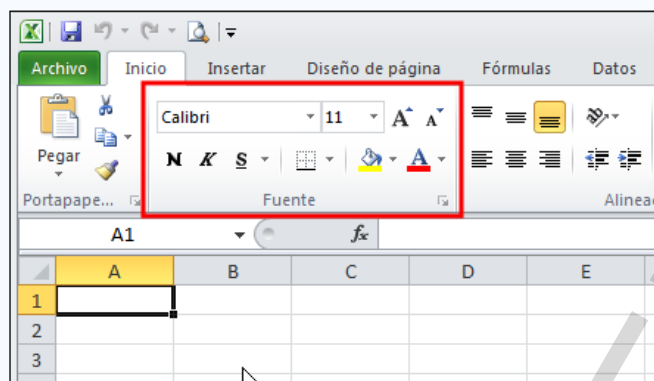 Archivo Inicio Insertar Diseño de página Fórmulas Datos
Calibri 11 A A
Pegar N K S A
Portapape... Fuente Alinea
A1 fx
A B C D E
1
2
3